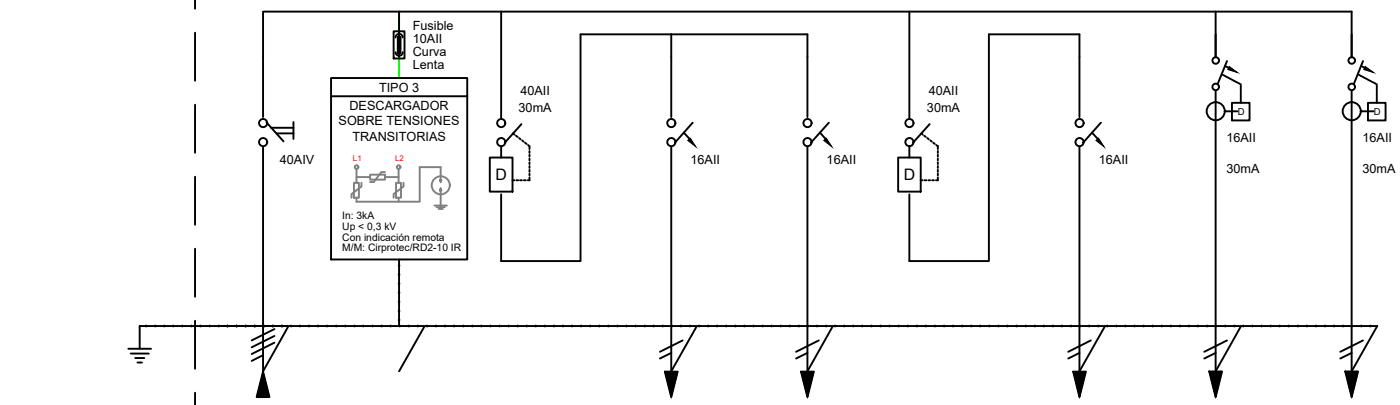 Fusible
10AII
Curva
Lenta
TIPO 3
DESCARGADOR
SOBRE TENSIONES
TRANSITORIAS
L1 L2
In: 3kA
Up < 0,3 kV
Con indicación remota
M/M: Cirprotec/RD2-10 IR
40AIV
40AII
30mA
D
16AII
16AII
40AII
30mA
D
16AII
D
16AII
30mA
D
16AII
30mA